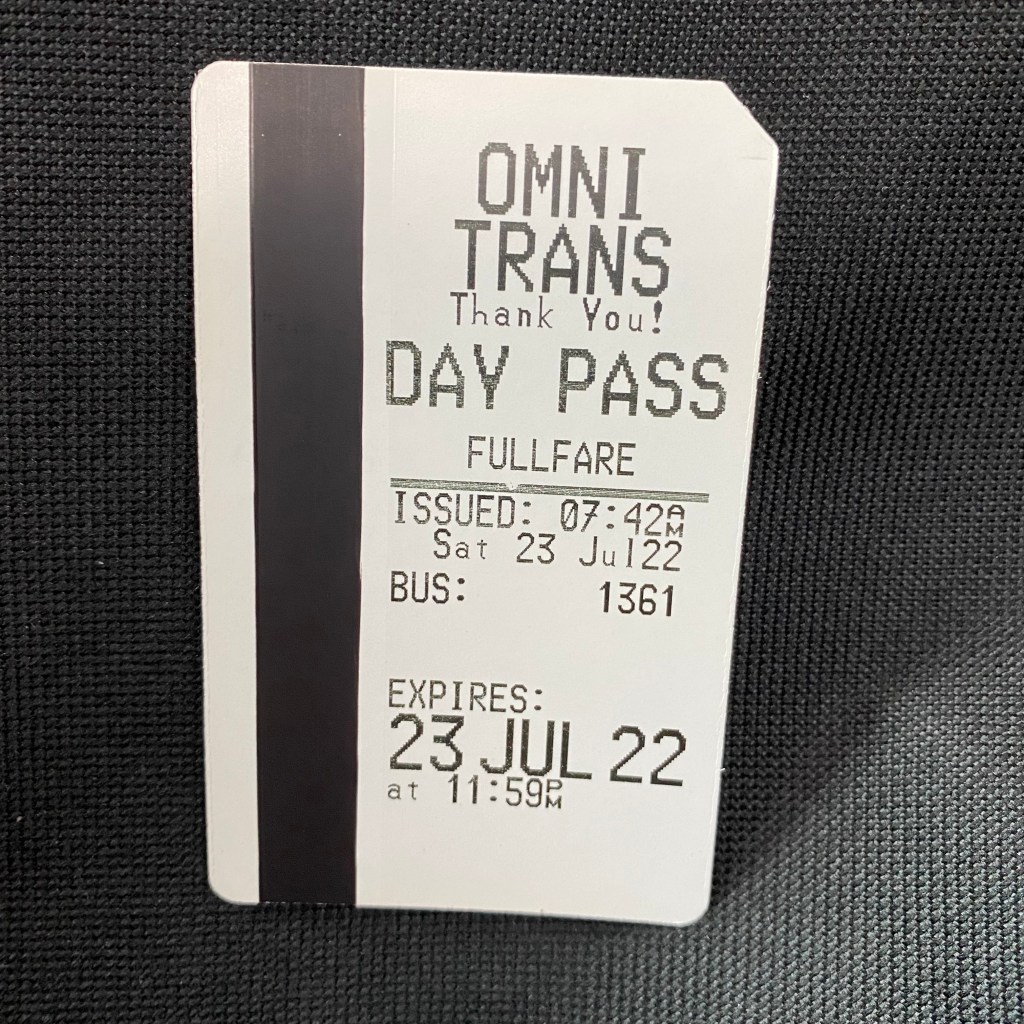 OMNI
TRANS
Thank You!
DAY PASS
FULLFARE
ISSUED: 07:42AM
Sat 23 Jul22
BUS: 1361
EXPIRES:
23 JUL 22
at 11:59PM